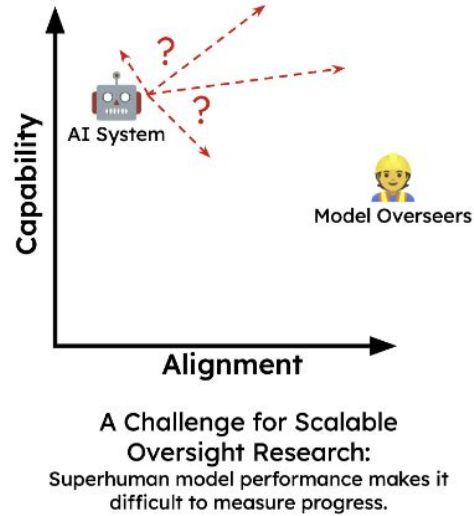 ?
?
AI System
Model Overseers
Capability
Alignment
A Challenge for Scalable
Oversight Research:
Superhuman model performance makes it
difficult to measure progress.